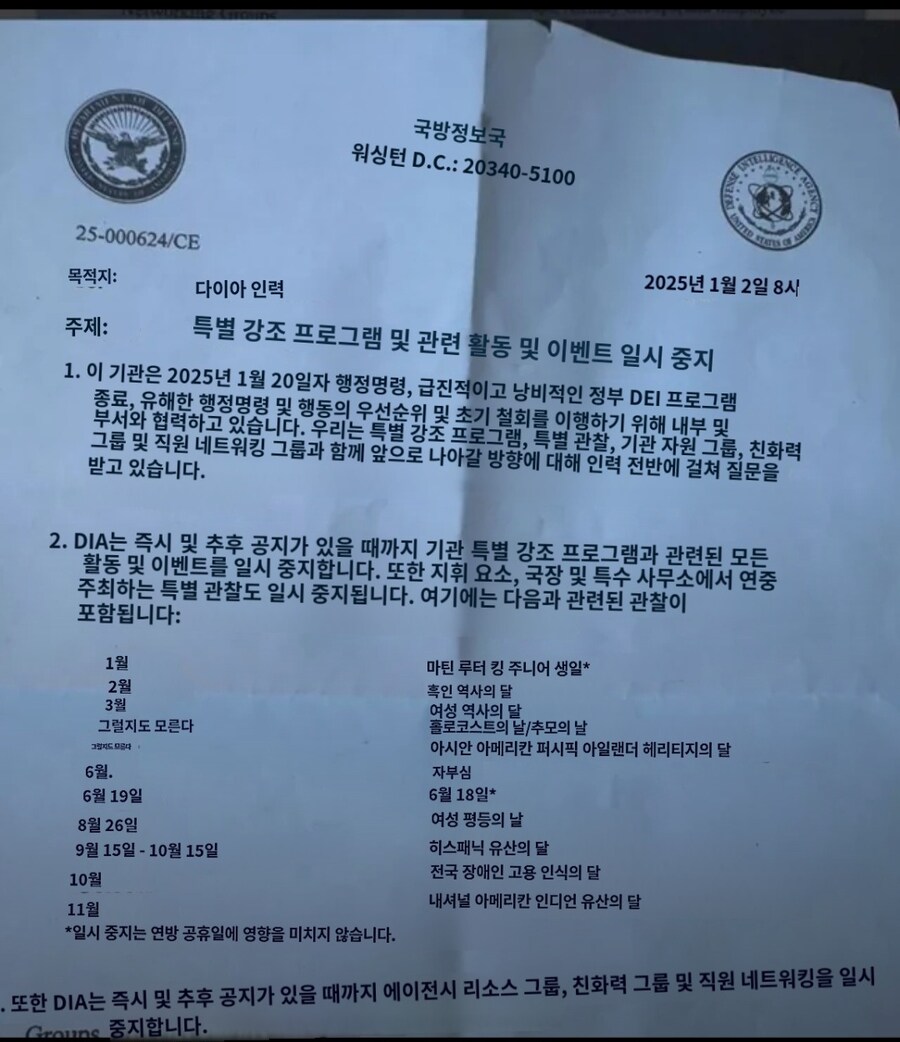 Networking Groups
국방정보국
워싱턴 D.C.: 20340-5100
DEPARTMENT OF DEFENSE
UNITED STATES OF AMERICA
DEFENSE INTELLIGENCE AGENCY
UNITED STATES OF AMERICA
25-000624/CE
목적지: 다이아 인력 2025년 1월 2일 8시
주제: 특별 강조 프로그램 및 관련 활동 및 이벤트 일시 중지
1. 이 기관은 2025년 1월 20일자 행정명령, 급진적이고 낭비적인 정부 DEI 프로그램
종료, 유해한 행정명령 및 행동의 우선순위 및 초기 철회를 이행하기 위해 내부 및
부서와 협력하고 있습니다. 우리는 특별 강조 프로그램, 특별 관찰, 기관 자원 그룹, 친화력
그룹 및 직원 네트워킹 그룹과 함께 앞으로 나아갈 방향에 대해 인력 전반에 걸쳐 질문을
받고 있습니다.
2. DIA는 즉시 및 추후 공지가 있을 때까지 기관 특별 강조 프로그램과 관련된 모든
활동 및 이벤트를 일시 중지합니다. 또한 지휘 요소, 국장 및 특수 사무소에서 연중
주최하는 특별 관찰도 일시 중지됩니다. 여기에는 다음과 관련된 관찰이
포함됩니다:
1월 마틴 루터 킹 주니어 생일*
2월 흑인 역사의 달
3월 여성 역사의 달
그럴지도 모른다 홀로코스트의 날/추모의 날
그럴지도 모른다 아시안 아메리칸 퍼시픽 아일랜더 헤리티지의 달
6월. 자부심
6월 19일 6월 18일*
8월 26일 여성 평등의 날
9월 15일 - 10월 15일 히스패닉 유산의 달
10월 전국 장애인 고용 인식의 달
11월 내셔널 아메리칸 인디언 유산의 달
*일시 중지는 연방 공휴일에 영향을 미치지 않습니다.
. 또한 DIA는 즉시 및 추후 공지가 있을 때까지 에이전시 리소스 그룹, 친화력 그룹 및 직원 네트워킹을 일시
Groups 중지합니다.